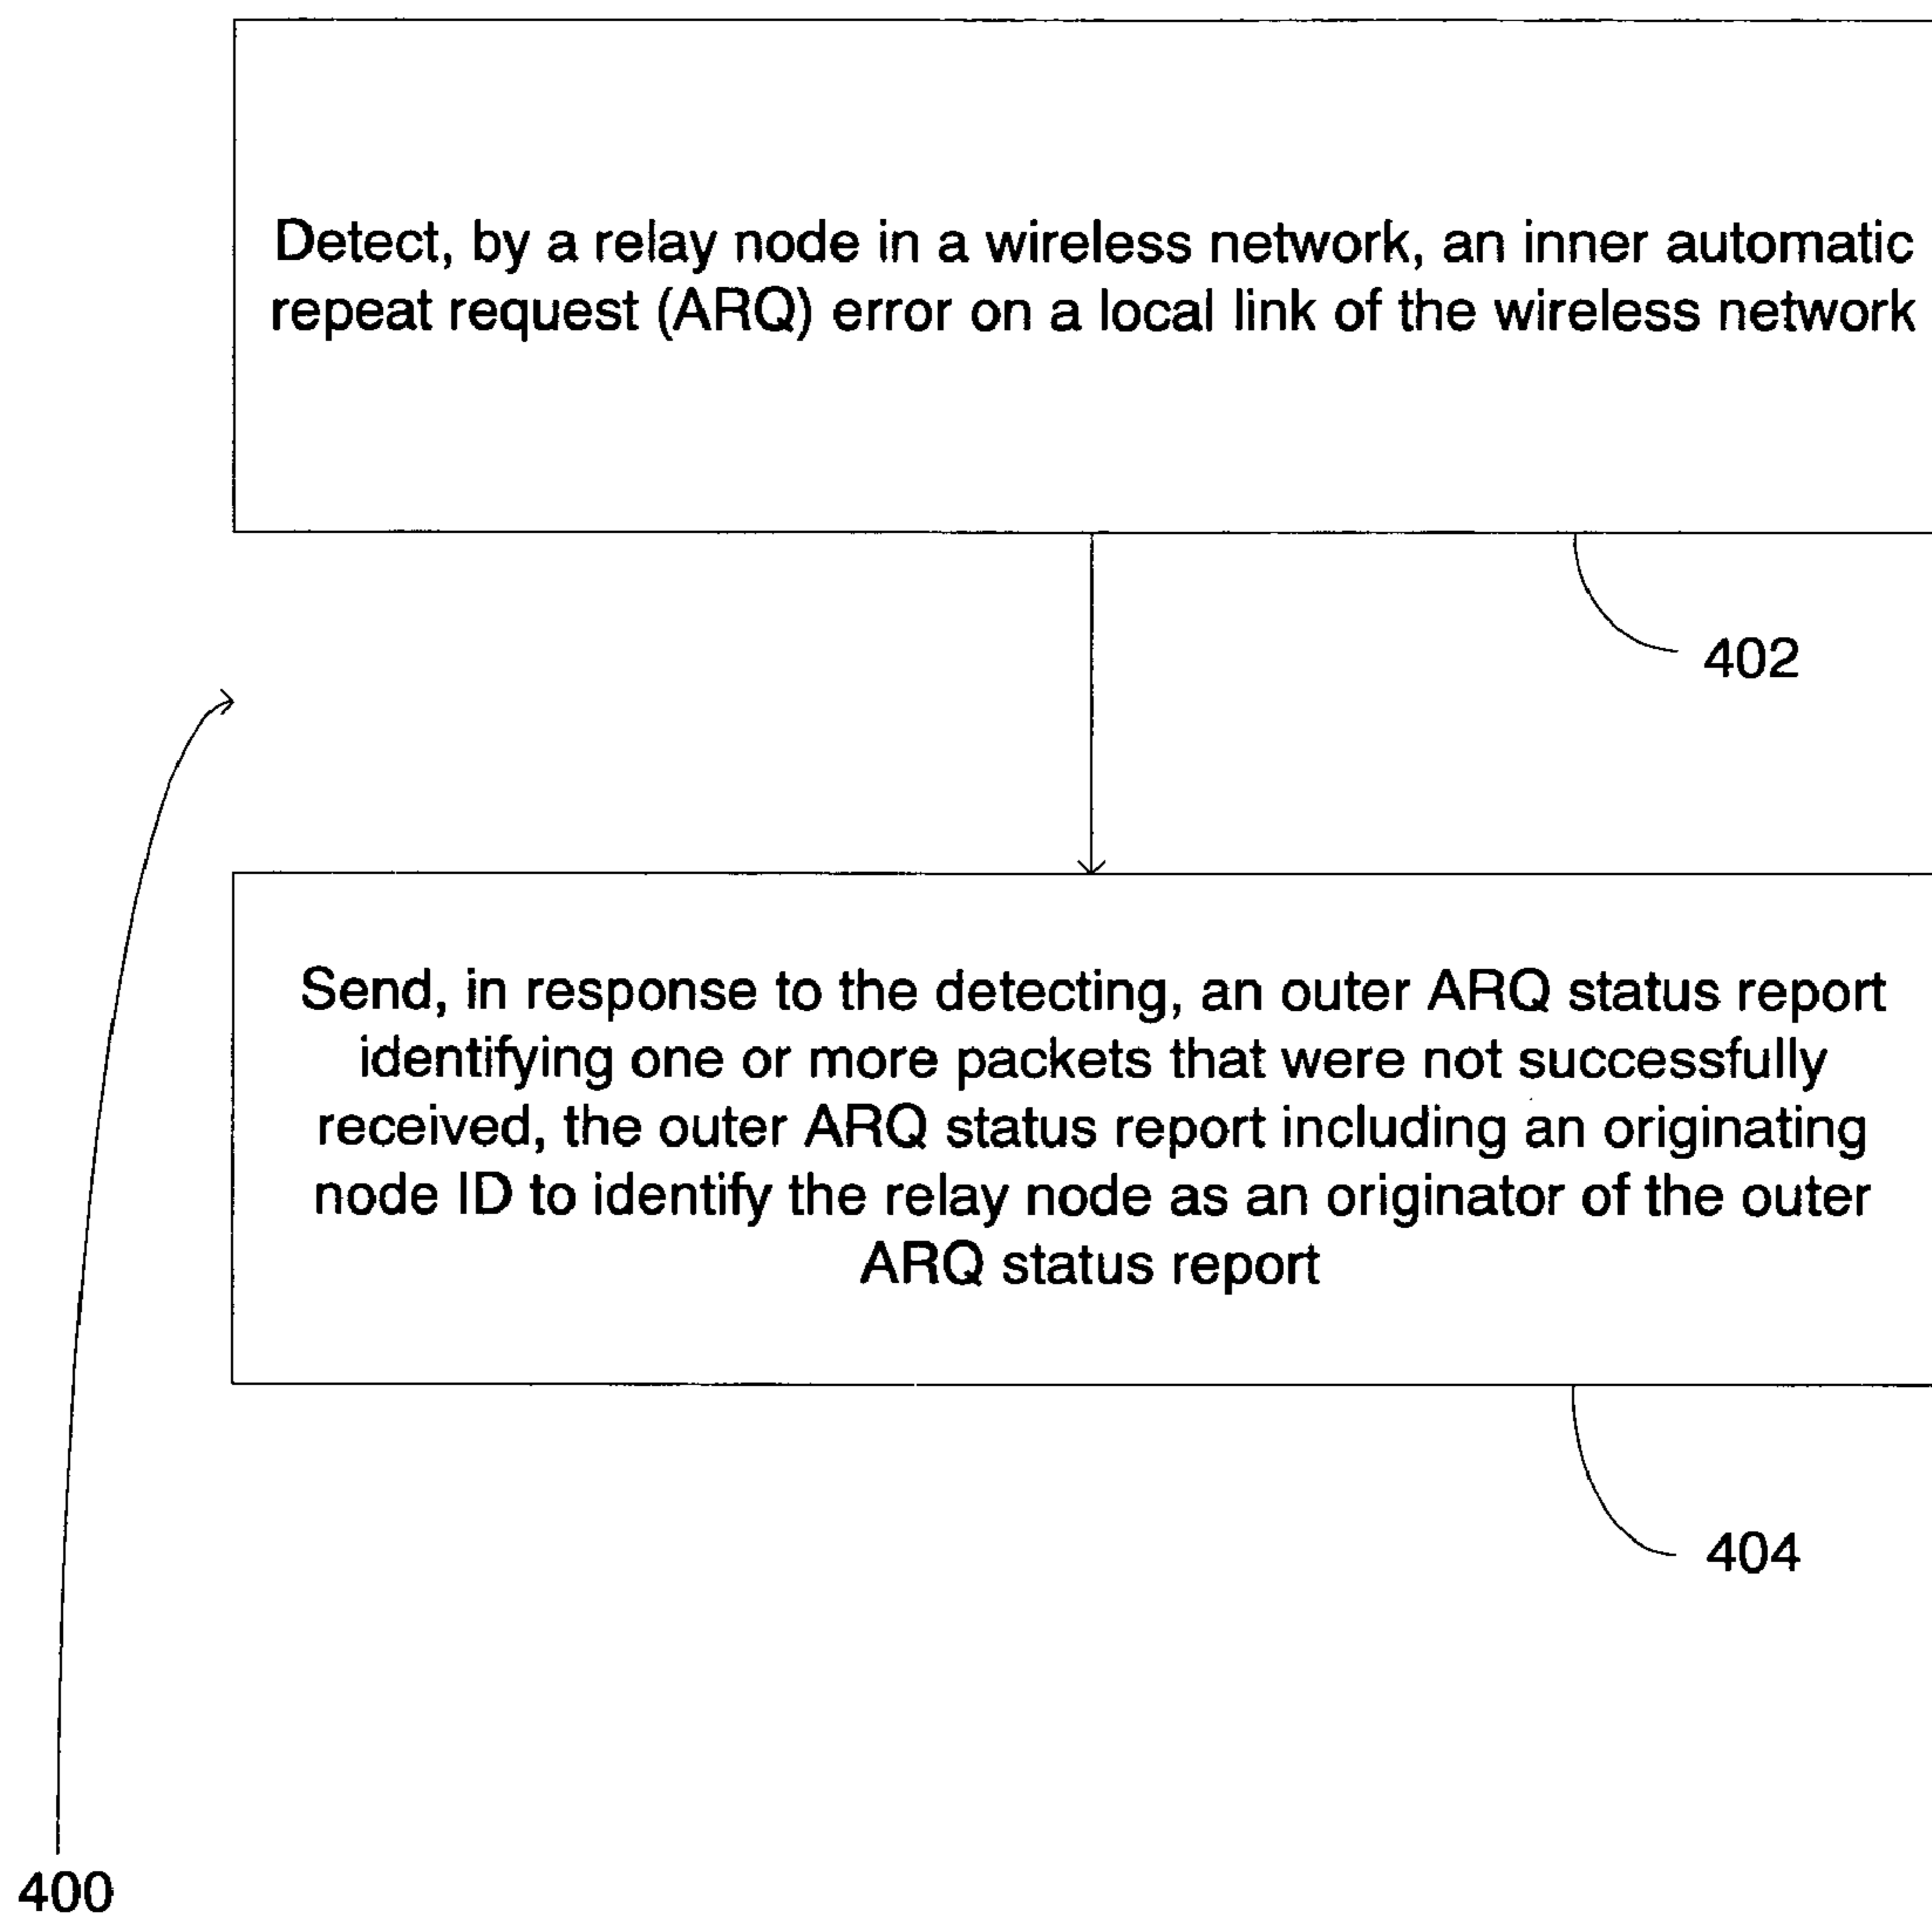 Detect, by a relay node in a wireless network, an inner automatic
repeat request (ARQ) error on a local link of the wireless network
402
Send, in response to the detecting, an outer ARQ status report
identifying one or more packets that were not successfully
received, the outer ARQ status report including an originating
node ID to identify the relay node as an originator of the outer
ARQ status report
404
400